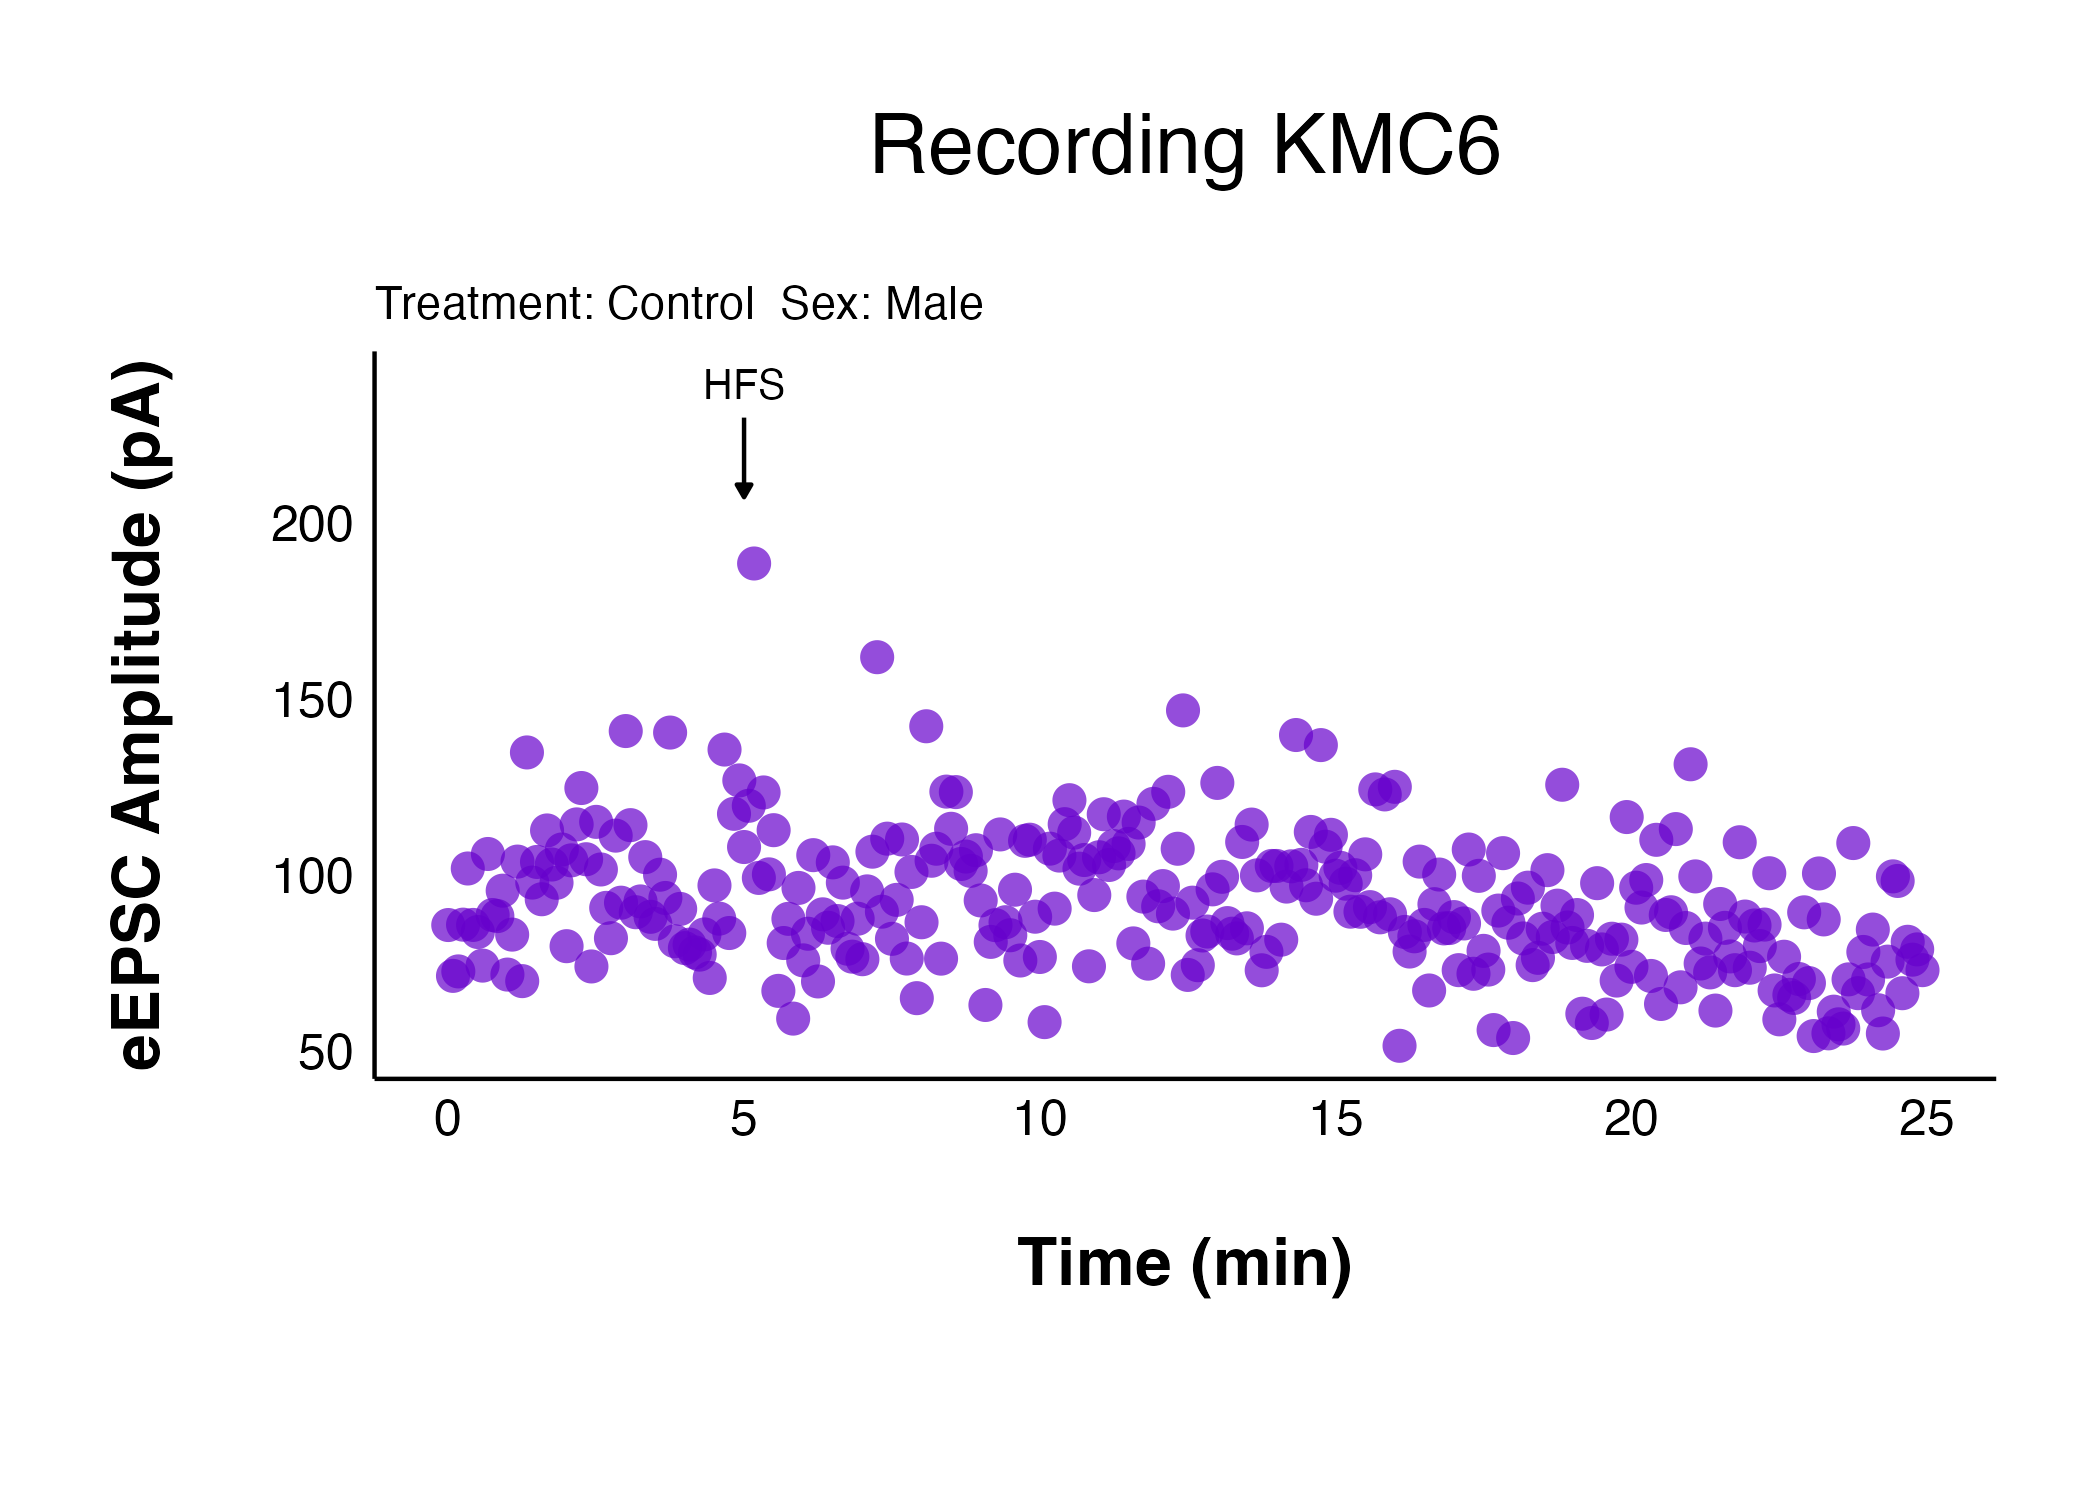 Recording KMC6
Treatment: Control  Sex: Male
HFS
eEPSC Amplitude (pA)
200
150
100
50
0 5 10 15 20 25
Time (min)